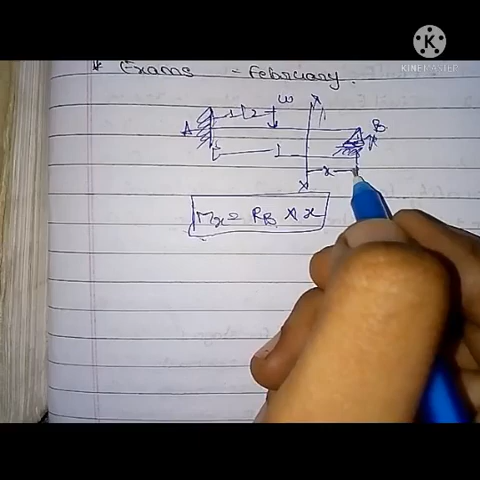 K
KINEMASTER
* Exams - February.
l/2 W X
A B
l
x
X
Mx = RB × x